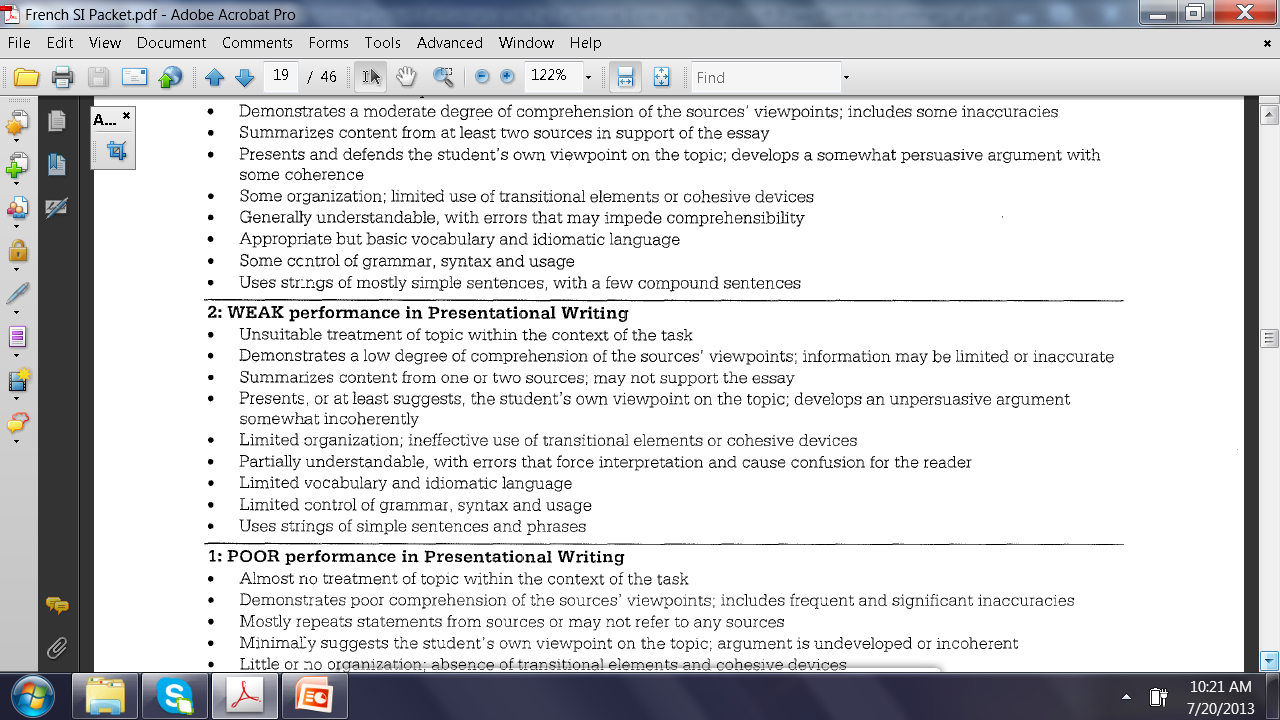 French SI Packet.pdf - Adobe Acrobat Pro
File Edit View Document Comments Forms Tools Advanced Window Help
19 / 46 122% Find
A...
• Demonstrates a moderate degree of comprehension of the sources' viewpoints; includes some inaccuracies
• Summarizes content from at least two sources in support of the essay
• Presents and defends the student's own viewpoint on the topic; develops a somewhat persuasive argument with
some coherence
• Some organization; limited use of transitional elements or cohesive devices
• Generally understandable, with errors that may impede comprehensibility
• Appropriate but basic vocabulary and idiomatic language
• Some control of grammar, syntax and usage
• Uses strings of mostly simple sentences, with a few compound sentences
2: WEAK performance in Presentational Writing
• Unsuitable treatment of topic within the context of the task
• Demonstrates a low degree of comprehension of the sources' viewpoints; information may be limited or inaccurate
• Summarizes content from one or two sources; may not support the essay
• Presents, or at least suggests, the student's own viewpoint on the topic; develops an unpersuasive argument
somewhat incoherently
• Limited organization; ineffective use of transitional elements or cohesive devices
• Partially understandable, with errors that force interpretation and cause confusion for the reader
• Limited vocabulary and idiomatic language
• Limited control of grammar, syntax and usage
• Uses strings of simple sentences and phrases
1: POOR performance in Presentational Writing
• Almost no treatment of topic within the context of the task
• Demonstrates poor comprehension of the sources' viewpoints; includes frequent and significant inaccuracies
• Mostly repeats statements from sources or may not refer to any sources
• Minimally suggests the student's own viewpoint on the topic; argument is undeveloped or incoherent
• Little or no organization; absence of transitional elements and cohesive devices
10:21 AM
7/20/2013